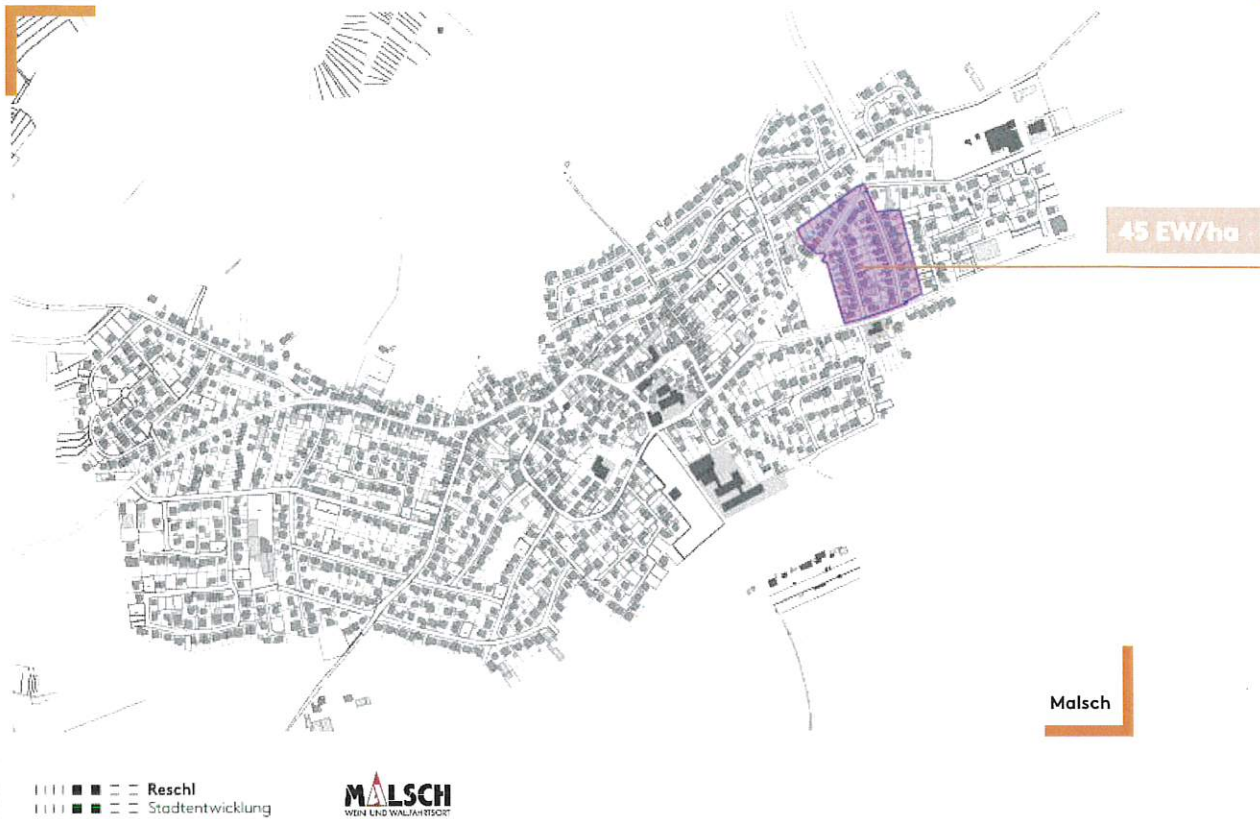 45 EW/ha
Malsch
Reschl
Stadtentwicklung
MALSCH
WEIN UND WALLFAHRTSORT